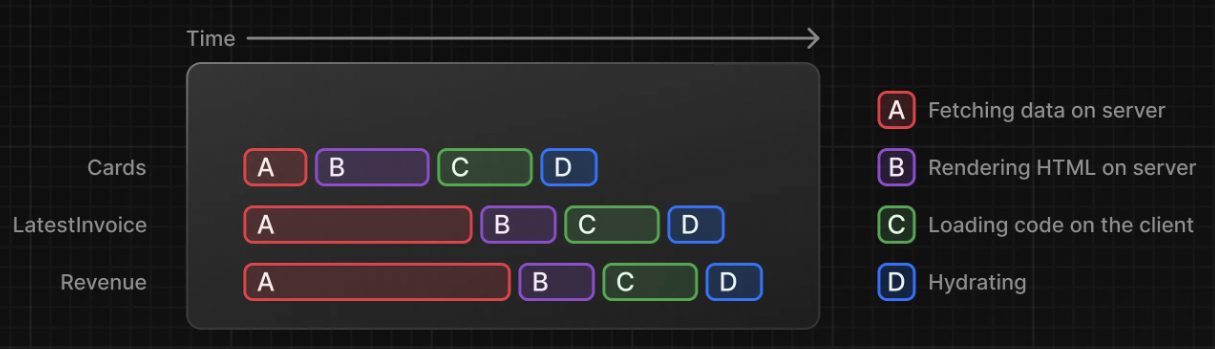 Time
A Fetching data on server
Cards A B C D B Rendering HTML on server
LatestInvoice A B C D C Loading code on the client
Revenue A B C D D Hydrating